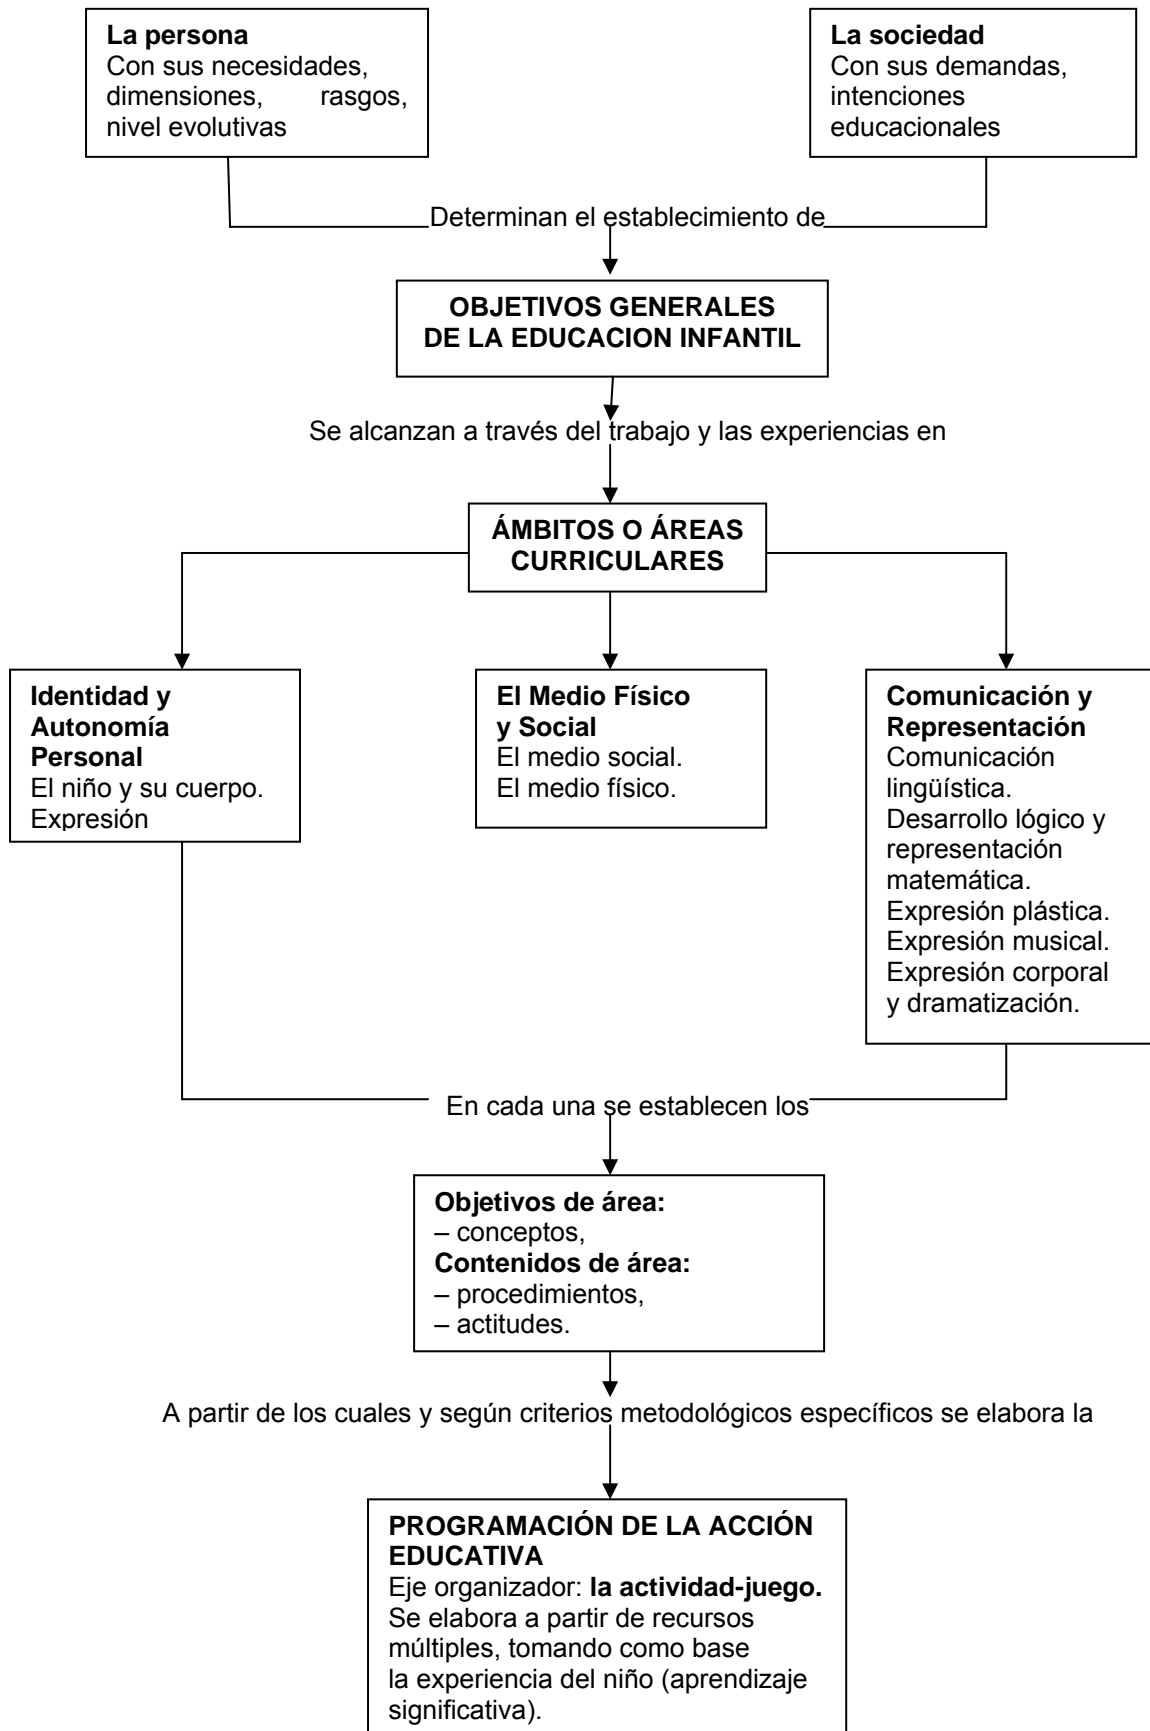 La persona
Con sus necesidades,
dimensiones, rasgos,
nivel evolutivas
La sociedad
Con sus demandas,
intenciones
educacionales
Determinan el establecimiento de
OBJETIVOS GENERALES
DE LA EDUCACION INFANTIL
Se alcanzan a través del trabajo y las experiencias en
ÁMBITOS O ÁREAS
CURRICULARES
Identidad y
Autonomía
Personal
El niño y su cuerpo.
Expresión
El Medio Físico
y Social
El medio social.
El medio físico.
Comunicación y
Representación
Comunicación
lingüística.
Desarrollo lógico y
representación
matemática.
Expresión plástica.
Expresión musical.
Expresión corporal
y dramatización.
En cada una se establecen los
Objetivos de área:
– conceptos,
Contenidos de área:
– procedimientos,
– actitudes.
A partir de los cuales y según criterios metodológicos específicos se elabora la
PROGRAMACIÓN DE LA ACCIÓN
EDUCATIVA
Eje organizador: la actividad-juego.
Se elabora a partir de recursos
múltiples, tomando como base
la experiencia del niño (aprendizaje
significativa).